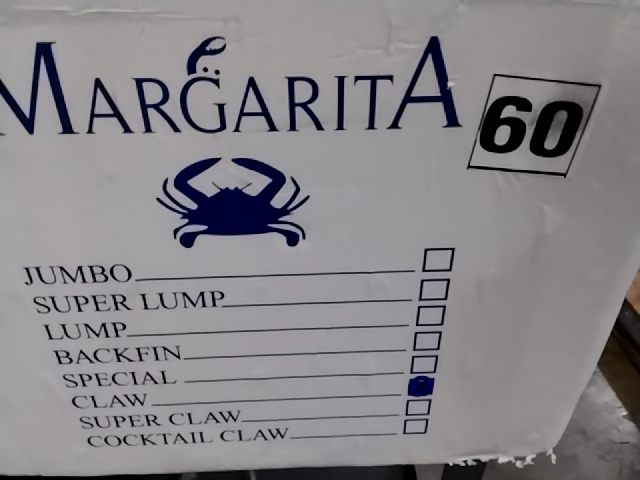 MARGARITA
60
JUMBO
SUPER LUMP
LUMP
BACKFIN
SPECIAL
CLAW
SUPER CLAW
COCKTAIL CLAW